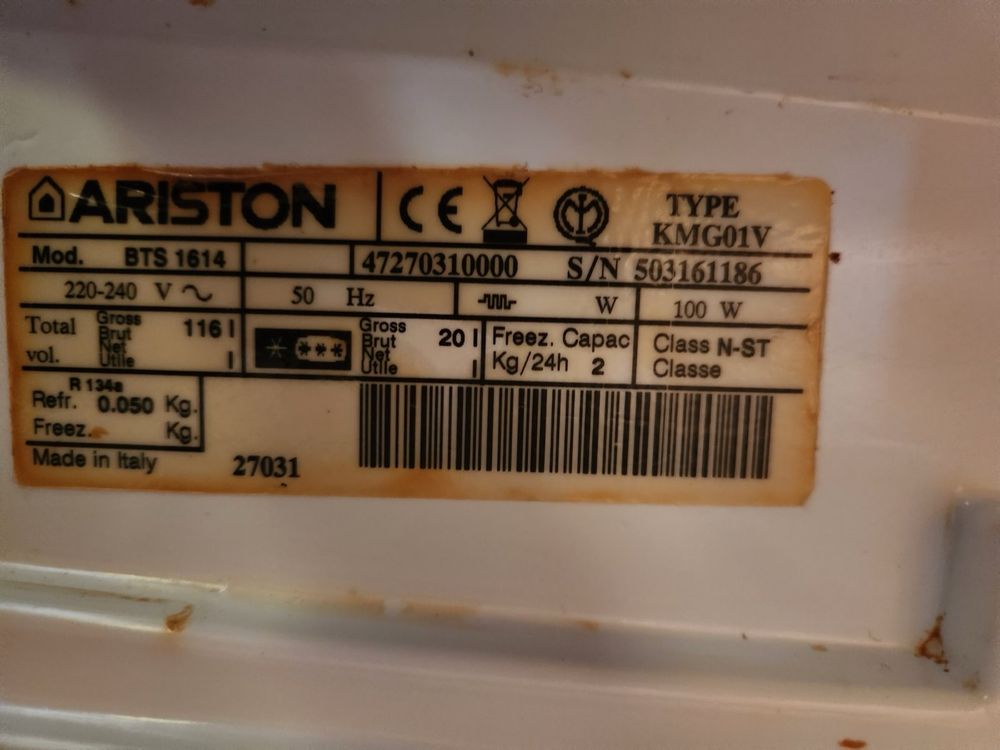 ARISTON CE TYPE
KMG01V
Mod. BTS 1614 47270310000 S/N 503161186
220-240 V 50 Hz W 100 W
Total Gross Brut 116 l Gross Brut 20 l Freez. Capac Class N-ST
vol. Net Utile l *** Net Utile l Kg/24h 2 Classe
R 134a
Refr. 0.050 Kg.
Freez. Kg.
Made in Italy 27031